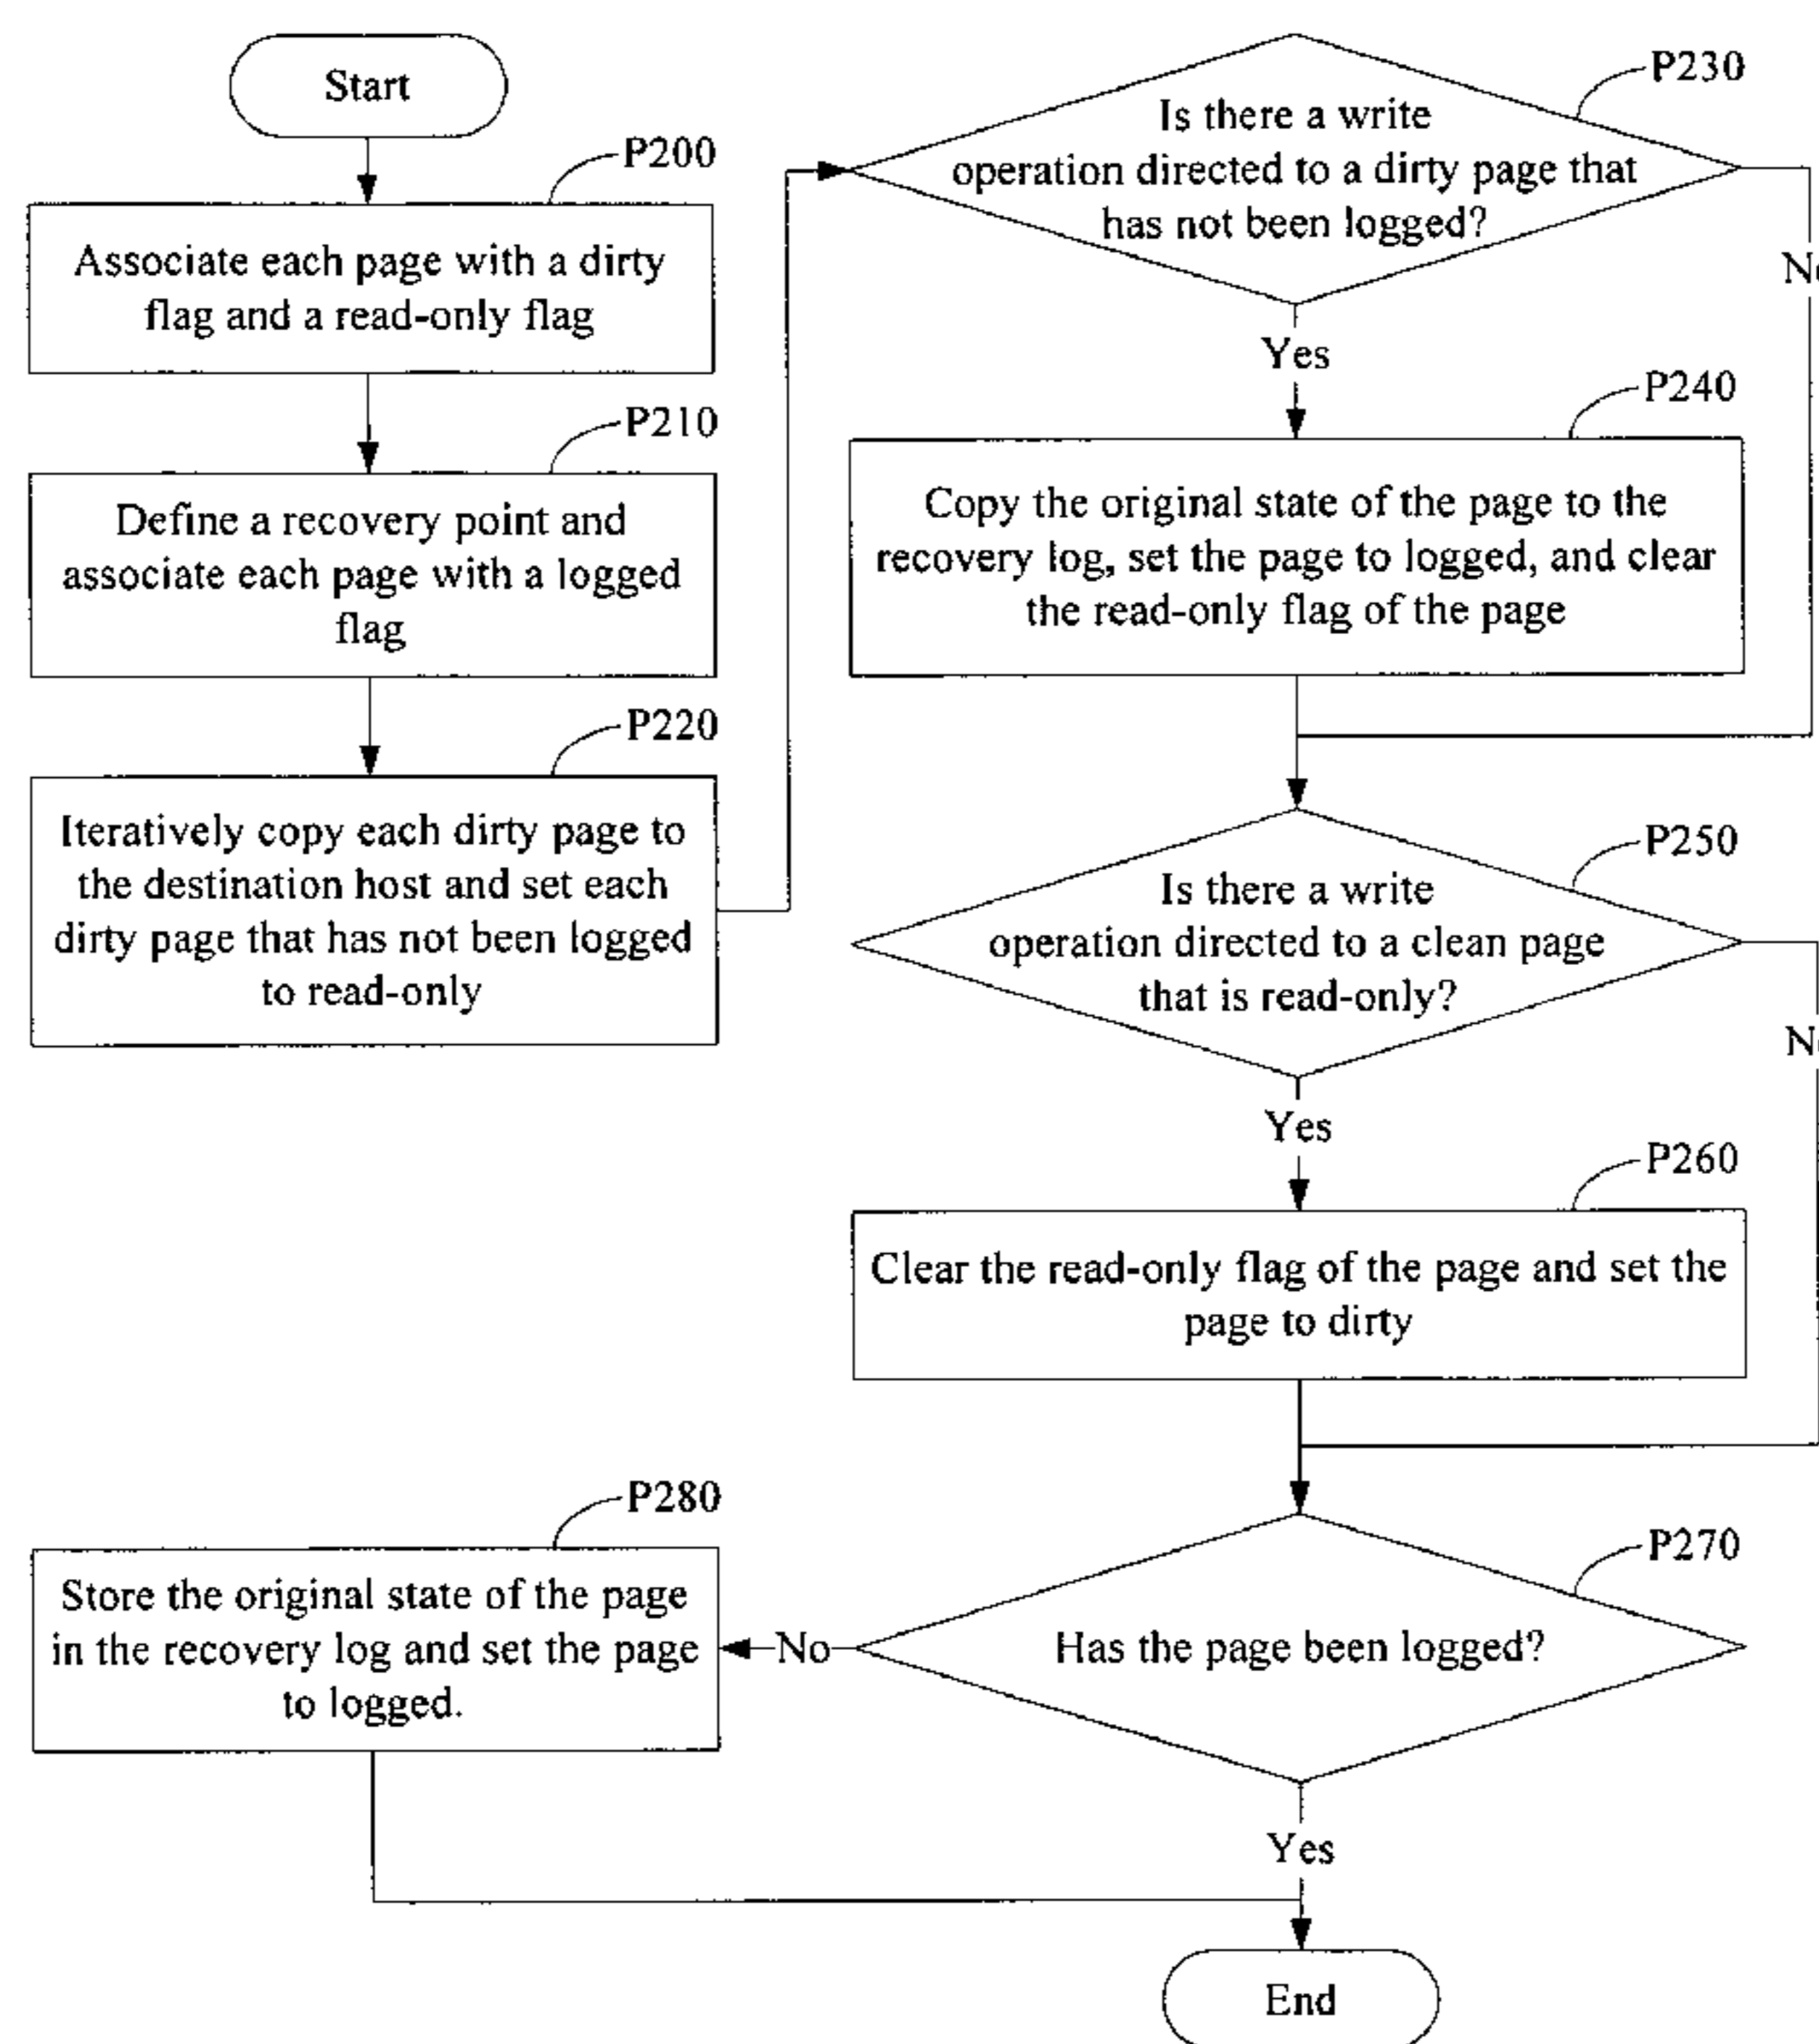 Start
P200
Associate each page with a dirty
flag and a read-only flag
P210
Define a recovery point and
associate each page with a logged
flag
P220
Iteratively copy each dirty page to
the destination host and set each
dirty page that has not been logged
to read-only
P230
Is there a write
operation directed to a dirty page that
has not been logged?
Yes
P240
Copy the original state of the page to the
recovery log, set the page to logged, and clear
the read-only flag of the page
P250
Is there a write
operation directed to a clean page
that is read-only?
Yes
P260
Clear the read-only flag of the page and set the
page to dirty
P270
Has the page been logged?
No
P280
Store the original state of the page
in the recovery log and set the page
to logged.
Yes
End